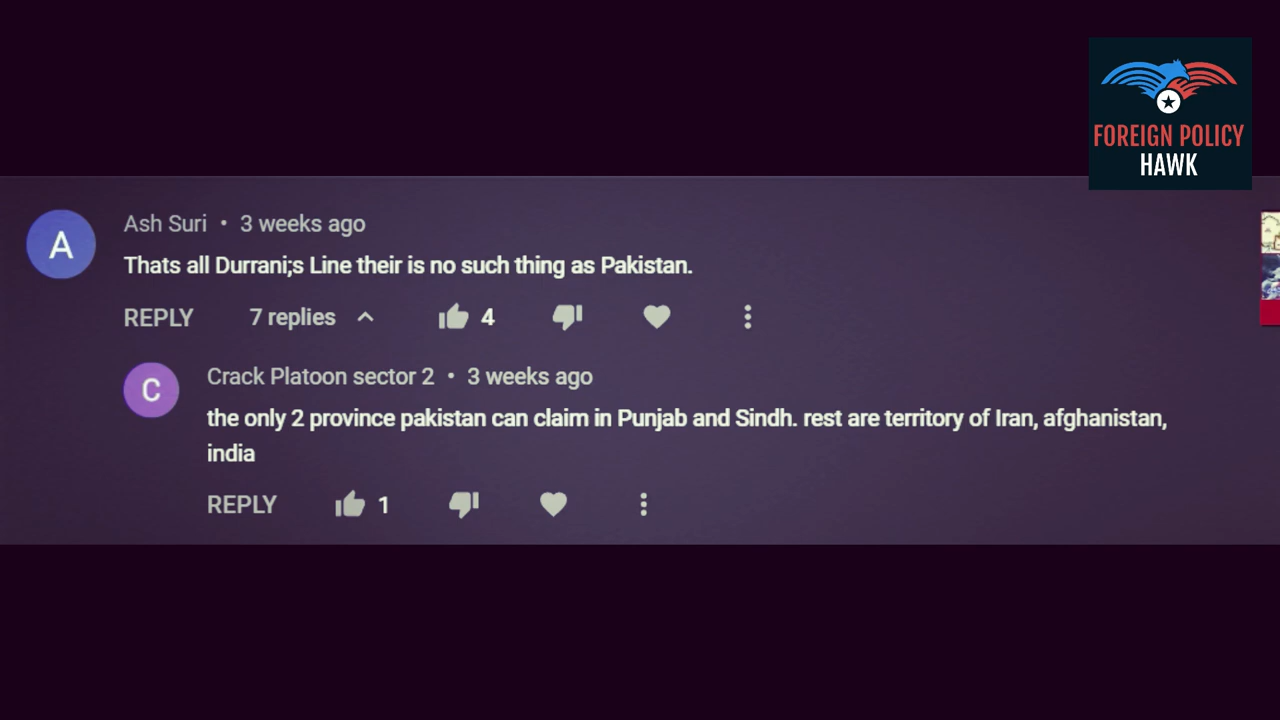 FOREIGN POLICY
HAWK
A
Ash Suri • 3 weeks ago
Thats all Durrani;s Line their is no such thing as Pakistan.
REPLY 7 replies 4
C
Crack Platoon sector 2 • 3 weeks ago
the only 2 province pakistan can claim in Punjab and Sindh. rest are territory of Iran, afghanistan,
india
REPLY 1